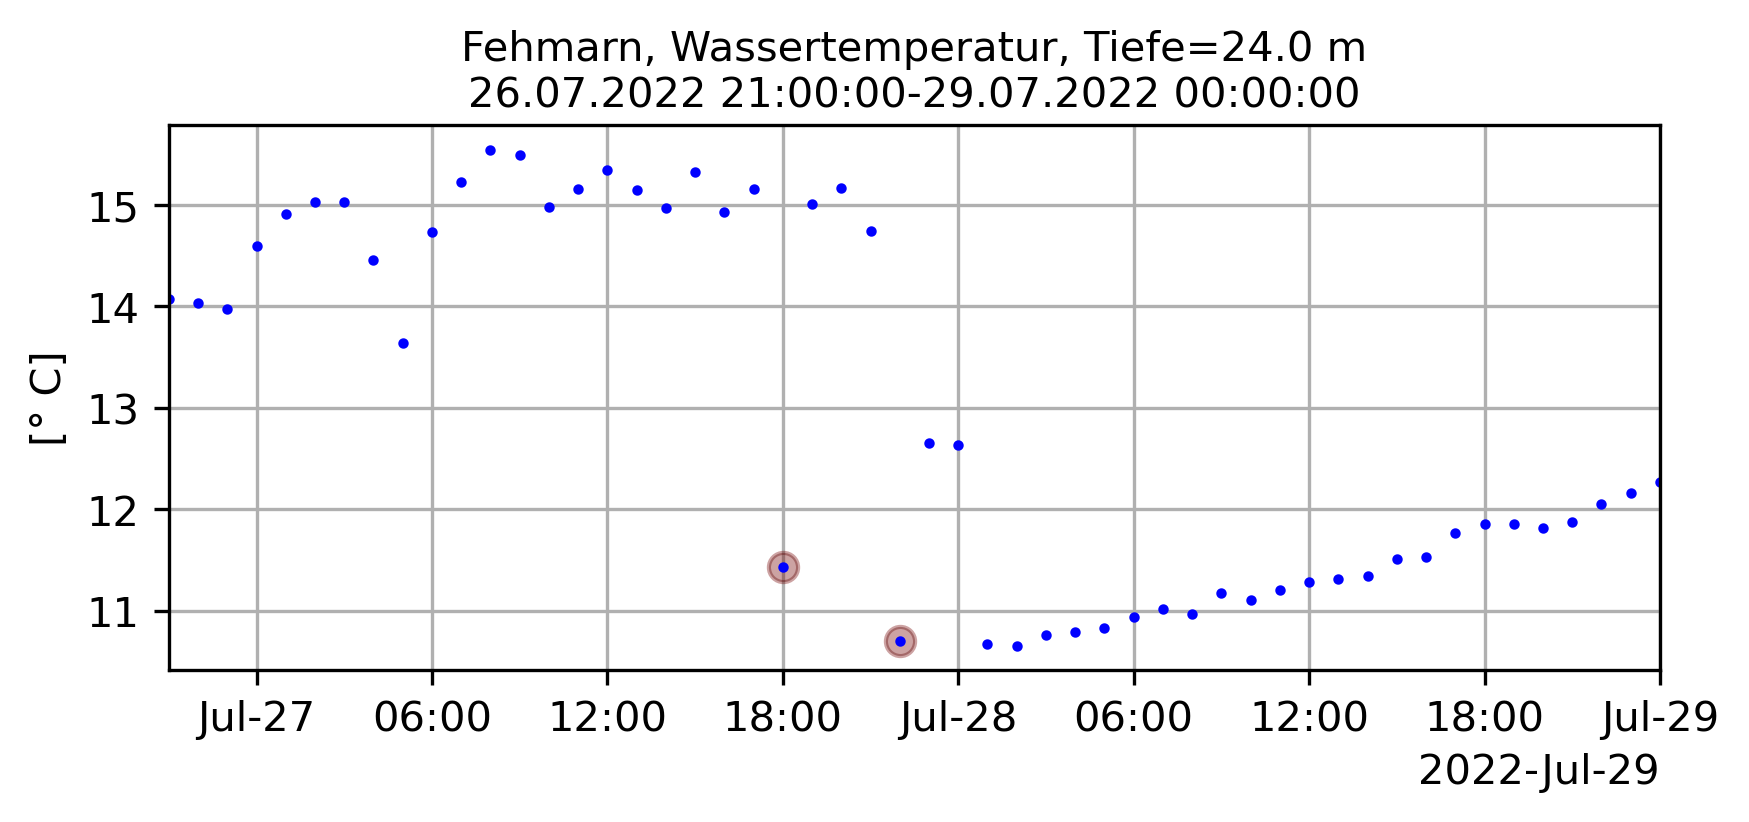 Fehmarn, Wassertemperatur, Tiefe=24.0 m
26.07.2022 21:00:00-29.07.2022 00:00:00
[° C]
15
14
13
12
11
Jul-27 06:00 12:00 18:00 Jul-28 06:00 12:00 18:00 Jul-29
2022-Jul-29